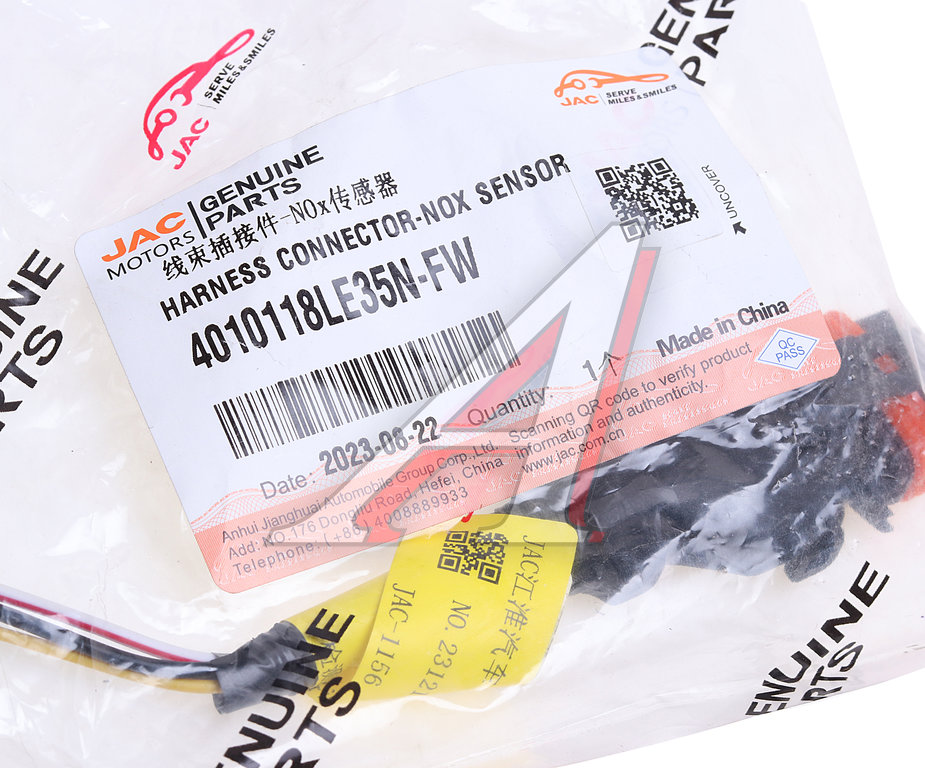 SERVE
MILES&SMILES
JAC
GENUINE
PARTS
JAC
SERVE
MILES&SMILES
JAC
MOTORS
GENUINE
PARTS
线束插接件-NOx传感器
HARNESS CONNECTOR-NOX SENSOR
4010118LE35N-FW
UNCOVER
Made in China
QC
PASS
Date: 2023-08-22 Quantity: 1个
Scanning QR code to verify product
information and authenticity.
www.jac.com.cn
Anhui Jianghuai Automobile Group Corp.,Ltd.
Add: NO.176 Dongliu Road, Hefei, China
Telephone: (+86) 4008889933
JAC江淮汽车
NO.2312
JAC-1156
GENUINE
PARTS
GENUINE
PARTS